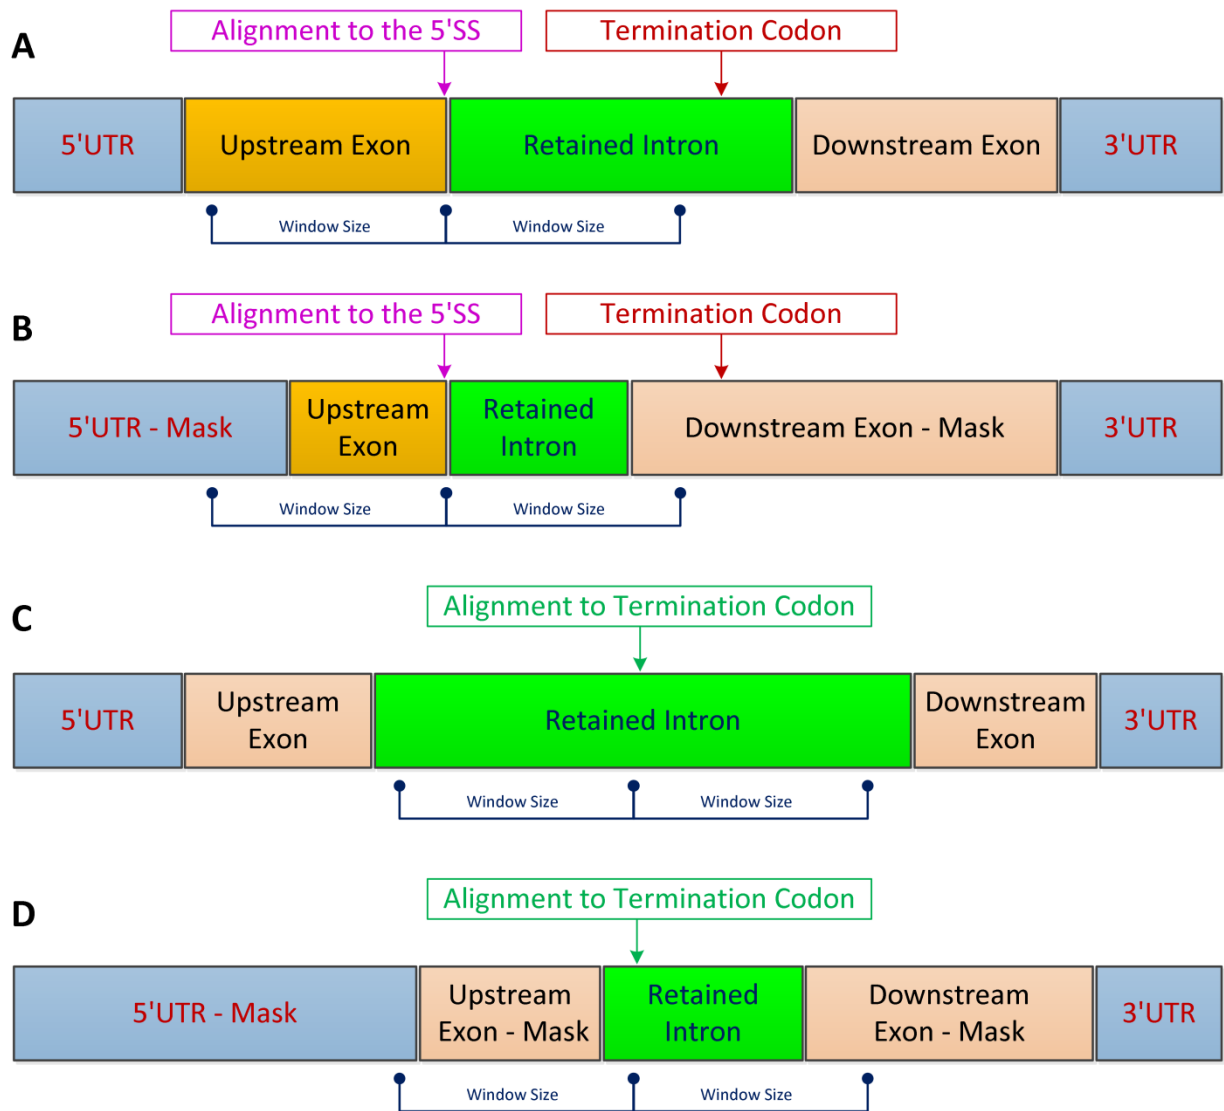 A
Alignment to the 5'SS
Termination Codon
5'UTR
Upstream Exon
Retained Intron
Downstream Exon
3'UTR
Window Size
Window Size
B
Alignment to the 5'SS
Termination Codon
5'UTR - Mask
Upstream
Exon
Retained
Intron
Downstream Exon - Mask
3'UTR
Window Size
Window Size
C
Alignment to Termination Codon
5'UTR
Upstream
Exon
Retained Intron
Downstream
Exon
3'UTR
Window Size
Window Size
D
Alignment to Termination Codon
5'UTR - Mask
Upstream
Exon - Mask
Retained
Intron
Downstream
Exon - Mask
3'UTR
Window Size
Window Size